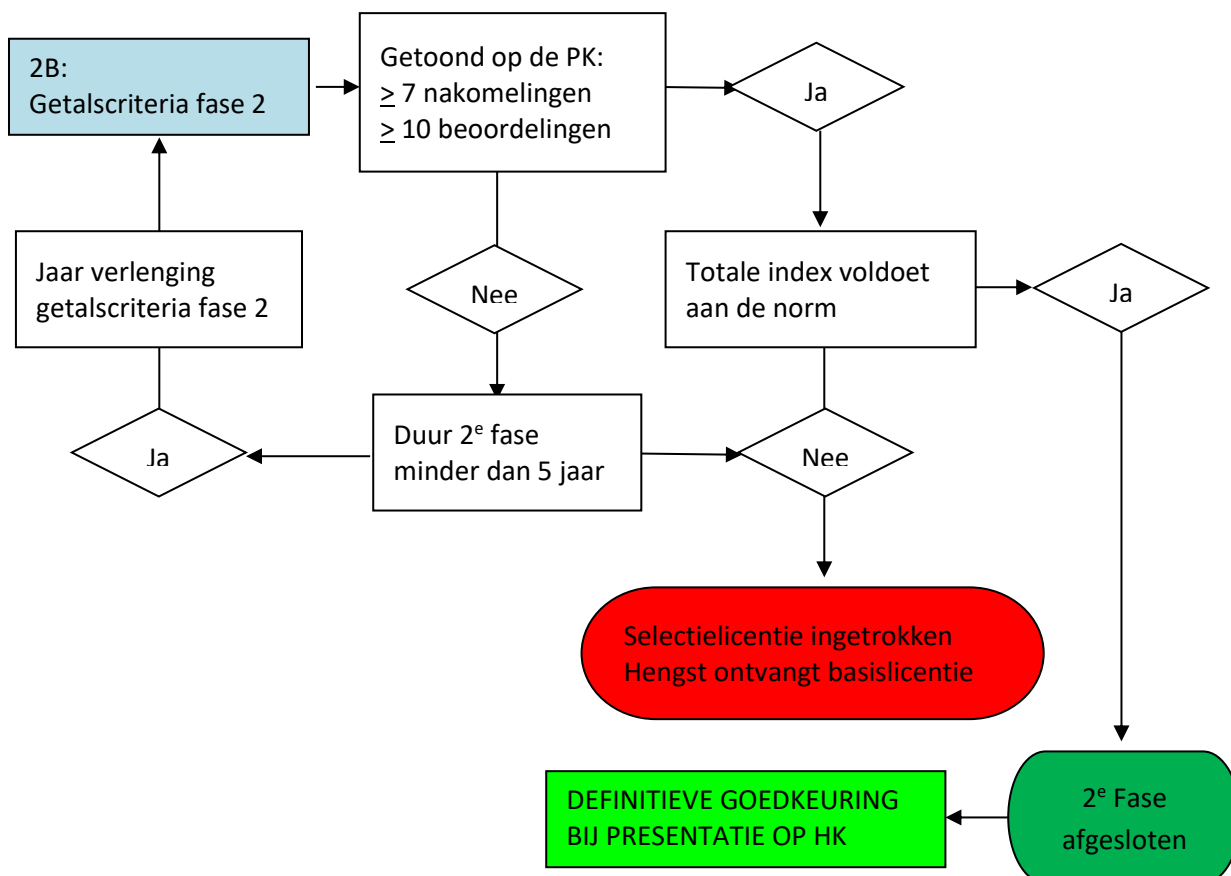 2B:
Getalscriteria fase 2
Getoond op de PK:
≥ 7 nakomelingen
≥ 10 beoordelingen
Ja
Jaar verlenging
getalscriteria fase 2
Nee
Totale index voldoet
aan de norm
Ja
Ja
Duur 2e fase
minder dan 5 jaar
Nee
Selectielicentie ingetrokken
Hengst ontvangt basislicentie
DEFINITIEVE GOEDKEURING
BIJ PRESENTATIE OP HK
2e Fase
afgesloten